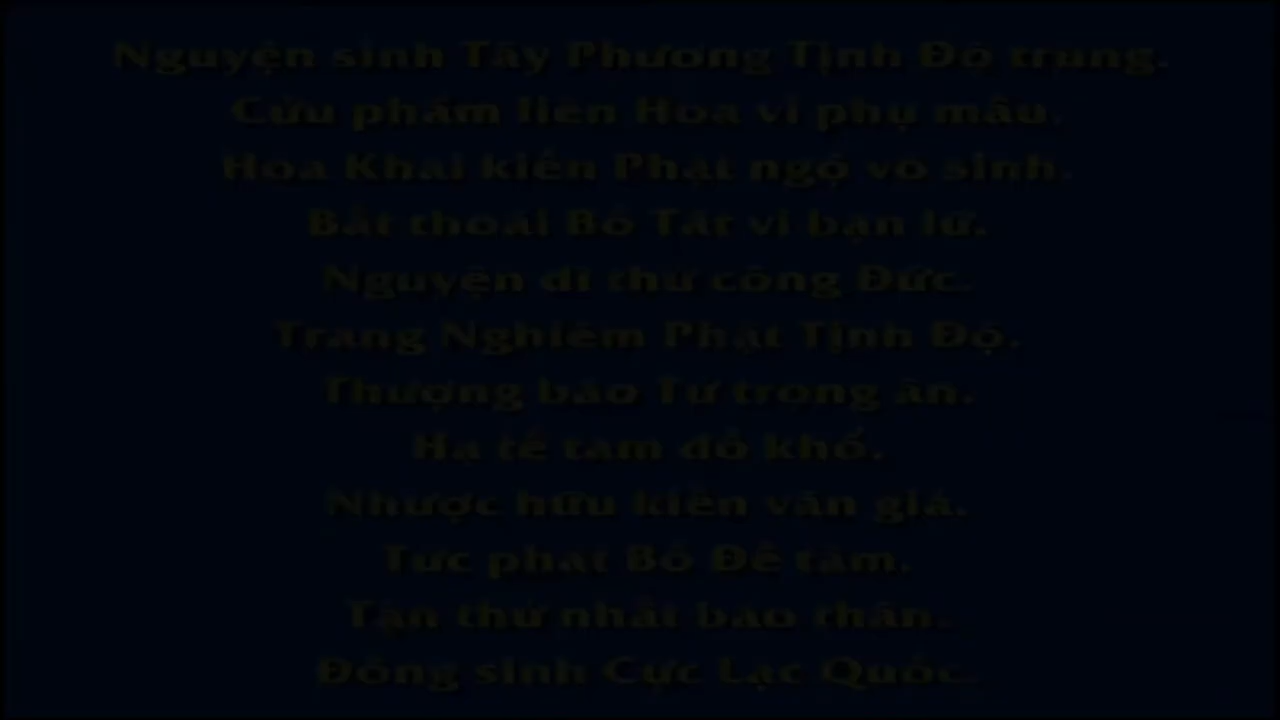 Nguyện sinh Tây Phương Tịnh Độ trung.
Cửu phẩm liên Hoa vi phụ mẫu.
Hoa Khai kiến Phật ngộ vô sinh.
Bất thoái Bồ Tát vi bạn lữ.
Nguyện dĩ thử công Đức.
Trang Nghiêm Phật Tịnh Độ.
Thượng báo Tứ trọng ân.
Hạ tế tam đồ khổ.
Nhược hữu kiến văn giả.
Tức phát Bồ Đề tâm.
Tận thử nhất báo thân.
Đồng sinh Cực Lạc Quốc.